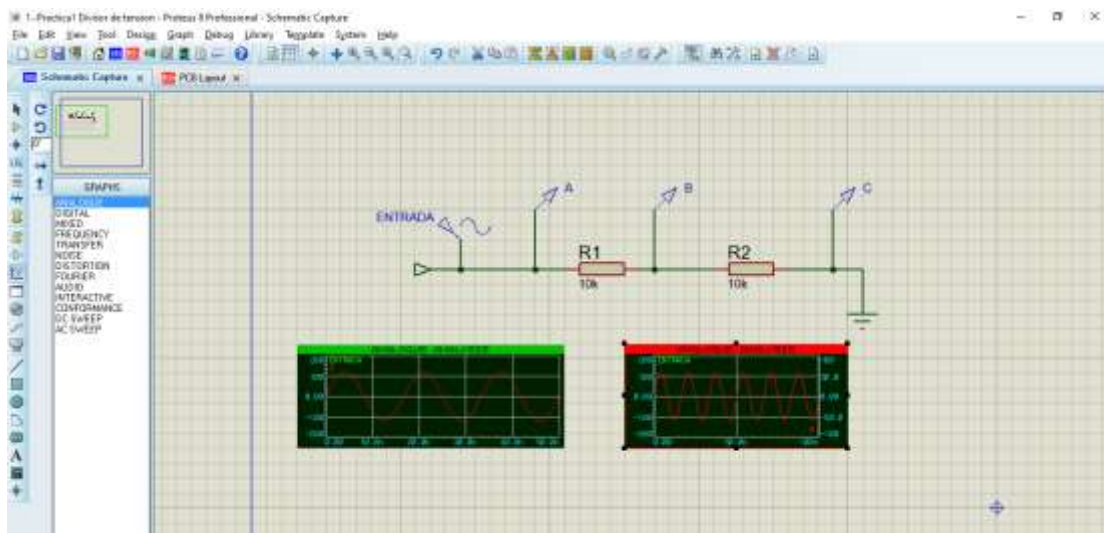 1-Practica1 Divisor de tension - Proteus 8 Professional - Schematic Capture
File Edit View Tool Design Graph Debug Library Template System Help
Schematic Capture x PCB Layout x
GRAPHS
ANALOGUE
DIGITAL
MIXED
FREQUENCY
TRANSFER
NOISE
DISTORTION
FOURIER
AUDIO
INTERACTIVE
CONFORMANCE
DC SWEEP
AC SWEEP
ENTRADA
A
B
C
R1
10k
R2
10k
ENTRADA
ENTRADA